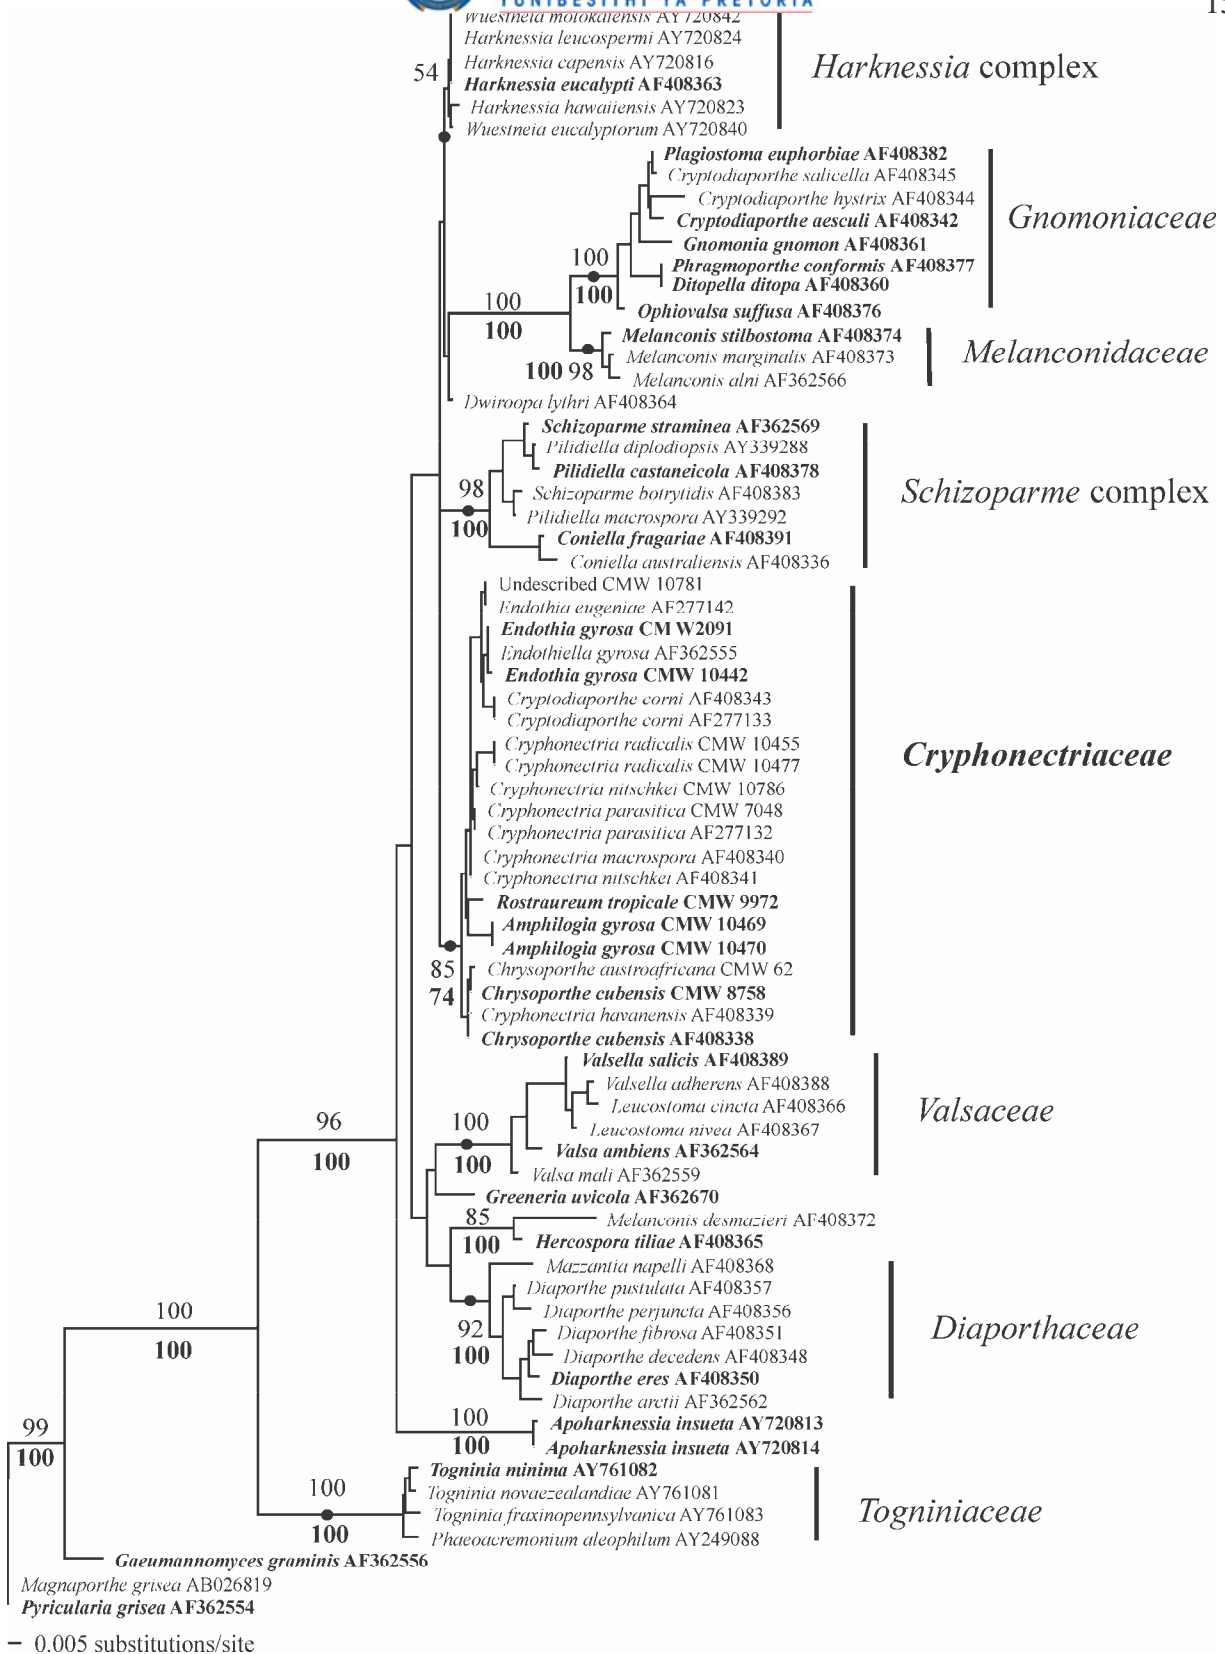 YUNIBESITHI YA PRETORIA
15
Wuestneia molokaiensis AY720842
Harknessia leucospermi AY720824
Harknessia capensis AY720816
Harknessia complex
54
Harknessia eucalypti AF408363
Harknessia hawaiiensis AY720823
Wuestneia eucalyptorum AY720840
Plagiostoma euphorbiae AF408382
Cryptodiaporthe salicella AF408345
Cryptodiaporthe hystrix AF408344
Cryptodiaporthe aesculi AF408342
Gnomoniaceae
Gnomonia gnomon AF408361
100
Phragmoporthe conformis AF408377
Ditopella ditopa AF408360
100
100
Ophiovalsa suffusa AF408376
100
Melanconis stilbostoma AF408374
Melanconis marginalis AF408373
Melanconidaceae
100 98
Melanconis alni AF362566
Dwiroopa lythri AF408364
Schizoparme straminea AF362569
Pilidiella diplodiopsis AY339288
Pilidiella castaneicola AF408378
98
Schizoparme botrytidis AF408383
Schizoparme complex
Pilidiella macrospora AY339292
100
Coniella fragariae AF408391
Coniella australiensis AF408336
Undescribed CMW 10781
Endothia eugeniae AF277142
Endothia gyrosa CM W2091
Endothiella gyrosa AF362555
Endothia gyrosa CMW 10442
Cryptodiaporthe corni AF408343
Cryptodiaporthe corni AF277133
Cryphonectria radicalis CMW 10455
Cryphonectriaceae
Cryphonectria radicalis CMW 10477
Cryphonectria nitschkei CMW 10786
Cryphonectria parasitica CMW 7048
Cryphonectria parasitica AF277132
Cryphonectria macrospora AF408340
Cryphonectria nitschkei AF408341
Rostraureum tropicale CMW 9972
Amphilogia gyrosa CMW 10469
Amphilogia gyrosa CMW 10470
85
Chrysoporthe austroafricana CMW 62
74
Chrysoporthe cubensis CMW 8758
Cryphonectria havanensis AF408339
Chrysoporthe cubensis AF408338
Valsella salicis AF408389
Valsella adherens AF408388
Leucostoma cincta AF408366
Valsaceae
96
100
Leucostoma nivea AF408367
Valsa ambiens AF362564
100
100
Valsa mali AF362559
Greeneria uvicola AF362670
85
Melanconis desmazieri AF408372
100
Hercospora tiliae AF408365
Mazzantia napelli AF408368
Diaporthe pustulata AF408357
100
Diaporthe perjuncta AF408356
92
Diaporthe fibrosa AF408351
Diaporthaceae
100
100
Diaporthe decedens AF408348
Diaporthe eres AF408350
Diaporthe arctii AF362562
100
Apoharknessia insueta AY720813
99
100
Apoharknessia insueta AY720814
100
Togninia minima AY761082
100
Togninia novaezealandiae AY761081
Togninia fraxinopennsylvanica AY761083
Togniniaceae
100
Phaeoacremonium aleophilum AY249088
Gaeumannomyces graminis AF362556
Magnaporthe grisea AB026819
Pyricularia grisea AF362554
0.005 substitutions/site